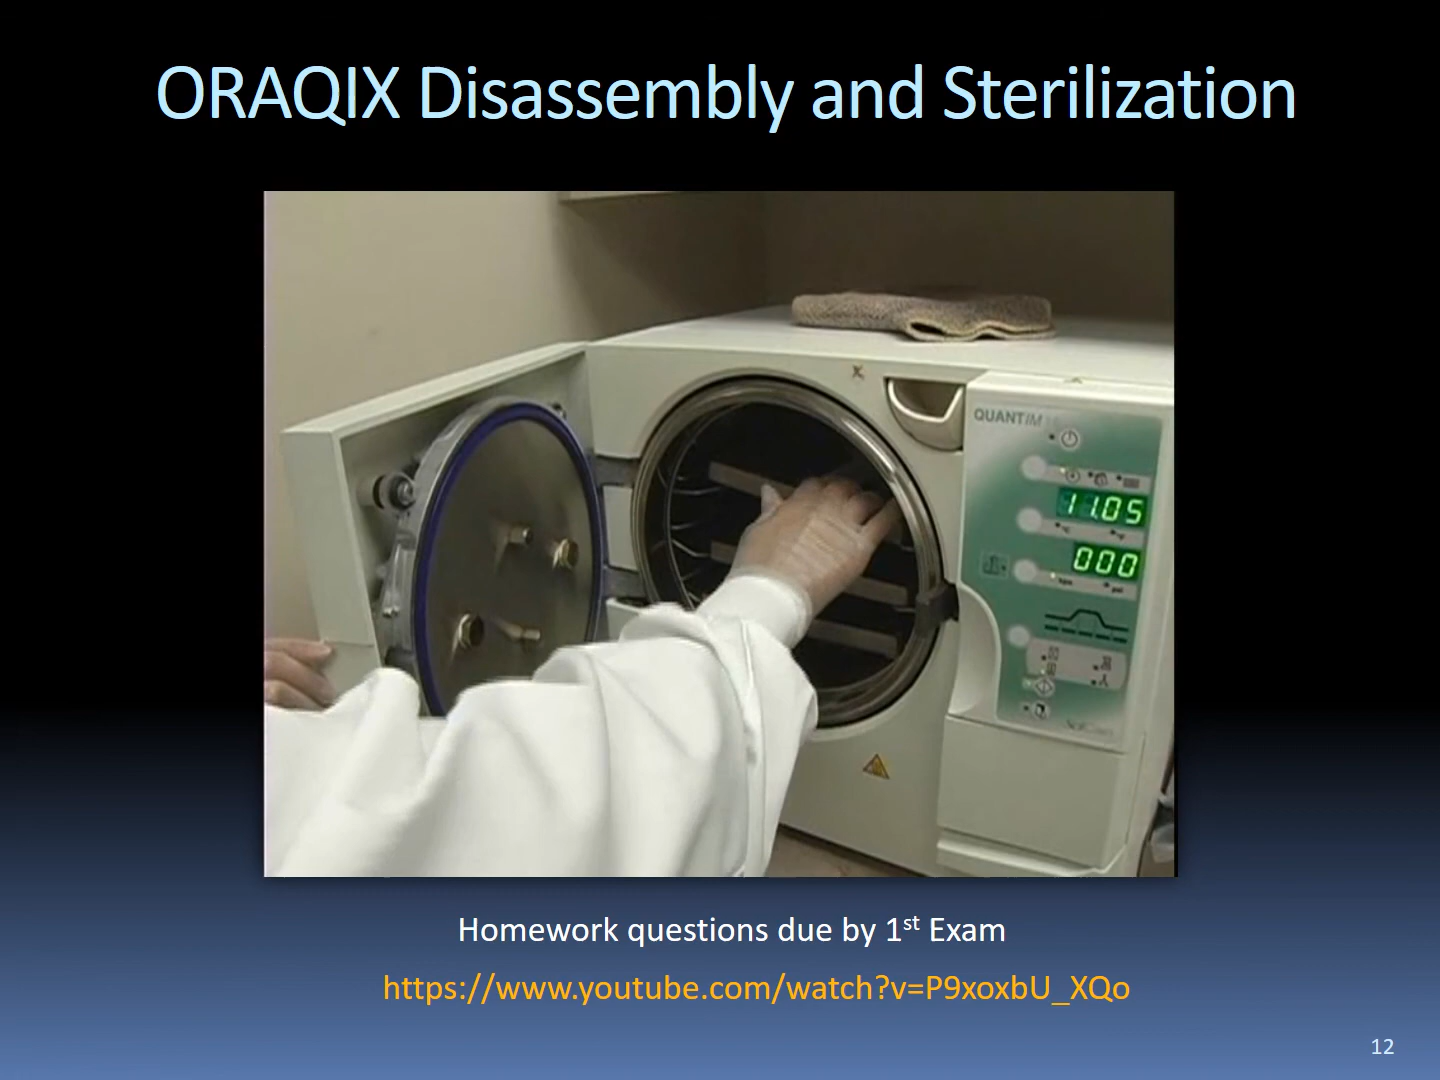 ORAQIX Disassembly and Sterilization
QUANTIM
11.05
000
Homework questions due by 1st Exam
https://www.youtube.com/watch?v=P9xoxbU_XQo
12